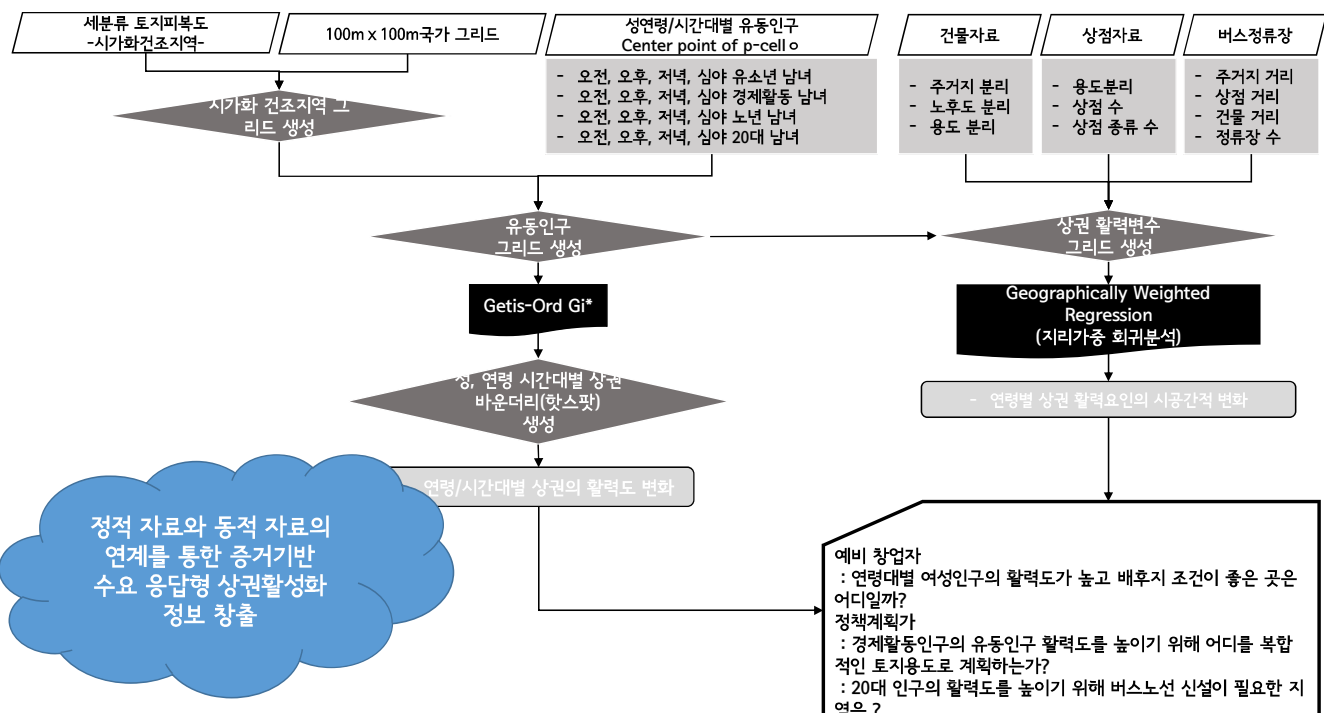 세분류 토지피복도
-시가화건조지역-
100m x 100m국가 그리드
성연령/시간대별 유동인구
Center point of p-cell o
건물자료
상점자료
버스정류장
- 오전, 오후, 저녁, 심야 유소년 남녀
- 오전, 오후, 저녁, 심야 경제활동 남녀
- 오전, 오후, 저녁, 심야 노년 남녀
- 오전, 오후, 저녁, 심야 20대 남녀
- 주거지 분리
- 노후도 분리
- 용도 분리
- 용도분리
- 상점 수
- 상점 종류 수
- 주거지 거리
- 상점 거리
- 건물 거리
- 정류장 수
시가화 건조지역 그
리드 생성
유동인구
그리드 생성
상권 활력변수
그리드 생성
Getis-Ord Gi*
Geographically Weighted
Regression
(지리가중 회귀분석)
성, 연령 시간대별 상권
바운더리(핫스팟)
생성
- 연령별 상권 활력요인의 시공간적 변화
연령/시간대별 상권의 활력도 변화
정적 자료와 동적 자료의
연계를 통한 증거기반
수요 응답형 상권활성화
정보 창출
예비 창업자
: 연령대별 여성인구의 활력도가 높고 배후지 조건이 좋은 곳은
어디일까?
정책계획가
: 경제활동인구의 유동인구 활력도를 높이기 위해 어디를 복합
적인 토지용도로 계획하는가?
: 20대 인구의 활력도를 높이기 위해 버스노선 신설이 필요한 지
역은 ?